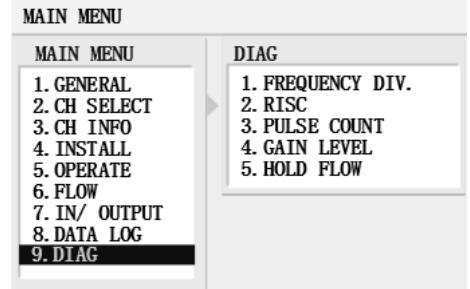 MAIN MENU
MAIN MENU
1. GENERAL
2. CH SELECT
3. CH INFO
4. INSTALL
5. OPERATE
6. FLOW
7. IN/ OUTPUT
8. DATA LOG
9. DIAG
DIAG
1. FREQUENCY DIV.
2. RISC
3. PULSE COUNT
4. GAIN LEVEL
5. HOLD FLOW